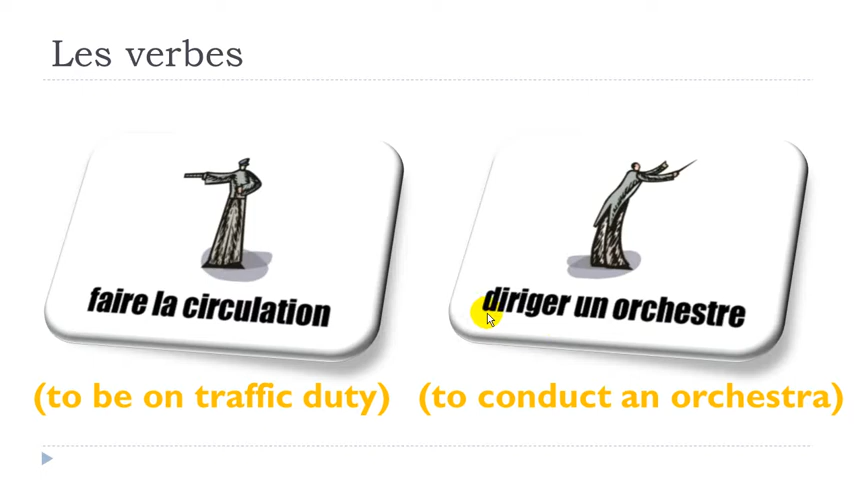 Les verbes
faire la circulation
diriger un orchestre
(to be on traffic duty)
(to conduct an orchestra)